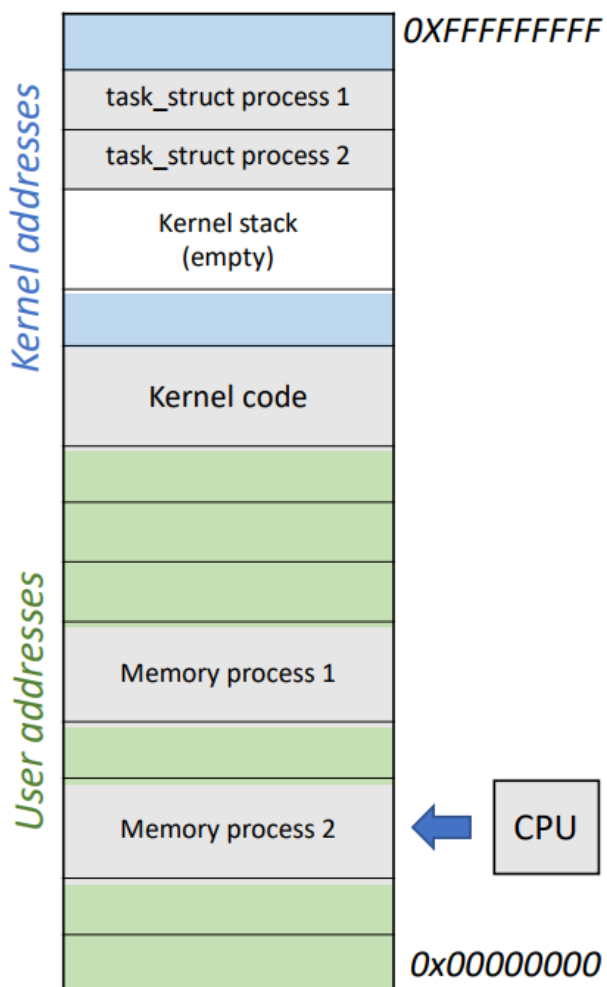 0XFFFFFFFFF
Kernel addresses
task_struct process 1
task_struct process 2
Kernel stack
(empty)
Kernel code
User addresses
Memory process 1
Memory process 2
CPU
0x00000000